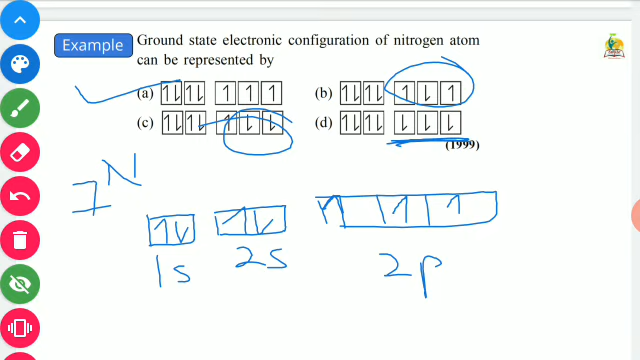 Example Ground state electronic configuration of nitrogen atom
can be represented by
(a) ↿⇂ ↿⇂ ↿ ↿ ↿ (b) ↿⇂ ↿⇂ ↿ ⇂ ↿
(c) ↿⇂ ↿⇂ ↿ ⇂ ⇂ (d) ↿⇂ ↿⇂ ⇂ ⇂ ⇂
(1999)
7N
1s 2s 2p